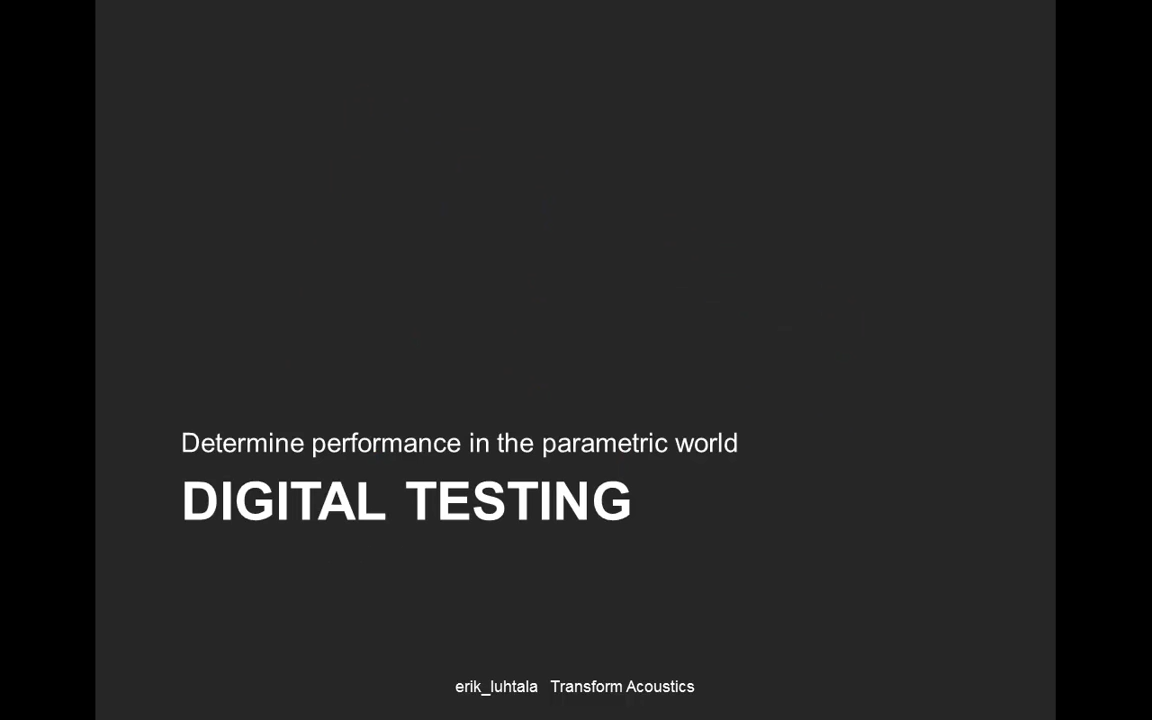 Determine performance in the parametric world
DIGITAL TESTING
erik_luhtala Transform Acoustics